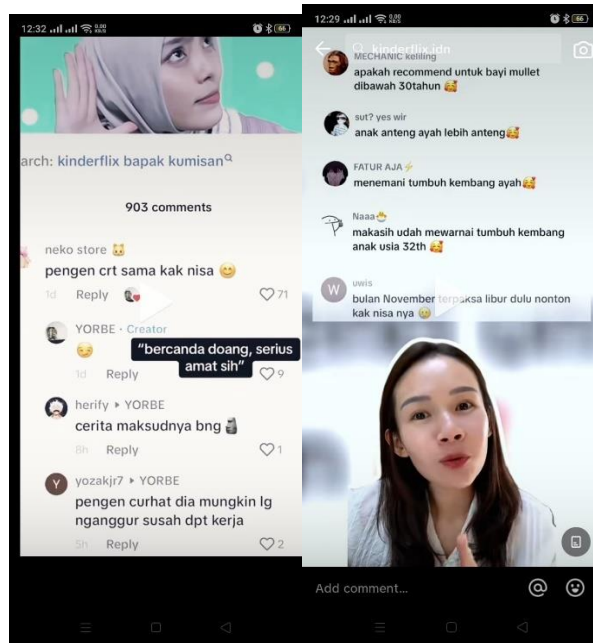 12:32
66
arch: kinderflix bapak kumisan
903 comments
neko store
pengen crt sama kak nisa 😊
1d Reply
71
YORBE · Creator
😏
"bercanda doang, serius
amat sih"
1d Reply
9
herify ▸ YORBE
cerita maksudnya bng
8h Reply
1
Y
yozakjr7 ▸ YORBE
pengen curhat dia mungkin lg
nganggur susah dpt kerja
5h Reply
2
12:29
66
kinderflix.idn
MECHANIC keliling
apakah recommend untuk bayi mullet
dibawah 30tahun 🥰
sut? yes wir
anak anteng ayah lebih anteng🥰
FATUR AJA⚡
menemani tumbuh kembang ayah🥰
Naaa🐣
makasih udah mewarnai tumbuh kembang
anak usia 32th 🥰
W
uwis
bulan November terpaksa libur dulu nonton
kak nisa nya 🥲
Add comment...
@